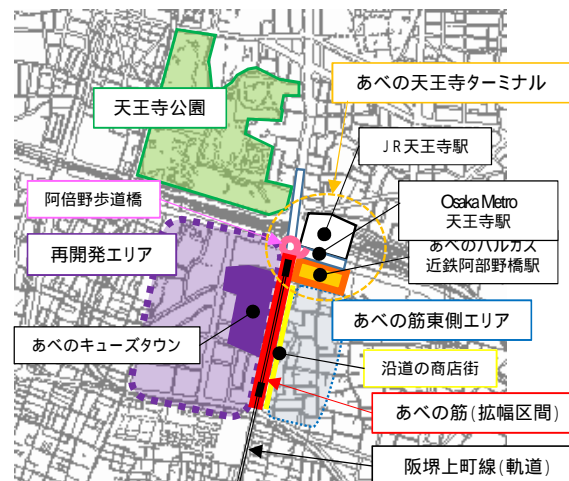 あべの天王寺ターミナル
天王寺公園
JR天王寺駅
阿倍野歩道橋
Osaka Metro
天王寺駅
再開発エリア
あべのハルカス
近鉄阿部野橋駅
あべの筋東側エリア
あべのキューズタウン
沿道の商店街
あべの筋(拡幅区間)
阪堺上町線(軌道)